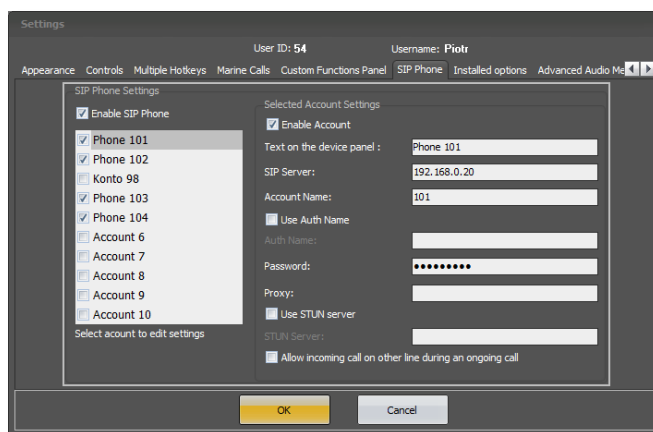 Settings
User ID: 54 Username: Piotr
Appearance Controls Multiple Hotkeys Marine Calls Custom Functions Panel SIP Phone Installed options Advanced Audio Me
SIP Phone Settings
Enable SIP Phone
Phone 101
Phone 102
Konto 98
Phone 103
Phone 104
Account 6
Account 7
Account 8
Account 9
Account 10
Select acount to edit settings
Selected Account Settings
Enable Account
Text on the device panel : Phone 101
SIP Server: 192.168.0.20
Account Name: 101
Use Auth Name
Auth Name:
Password: •••••••••
Proxy:
Use STUN server
STUN Server:
Allow incoming call on other line during an ongoing call
OK Cancel